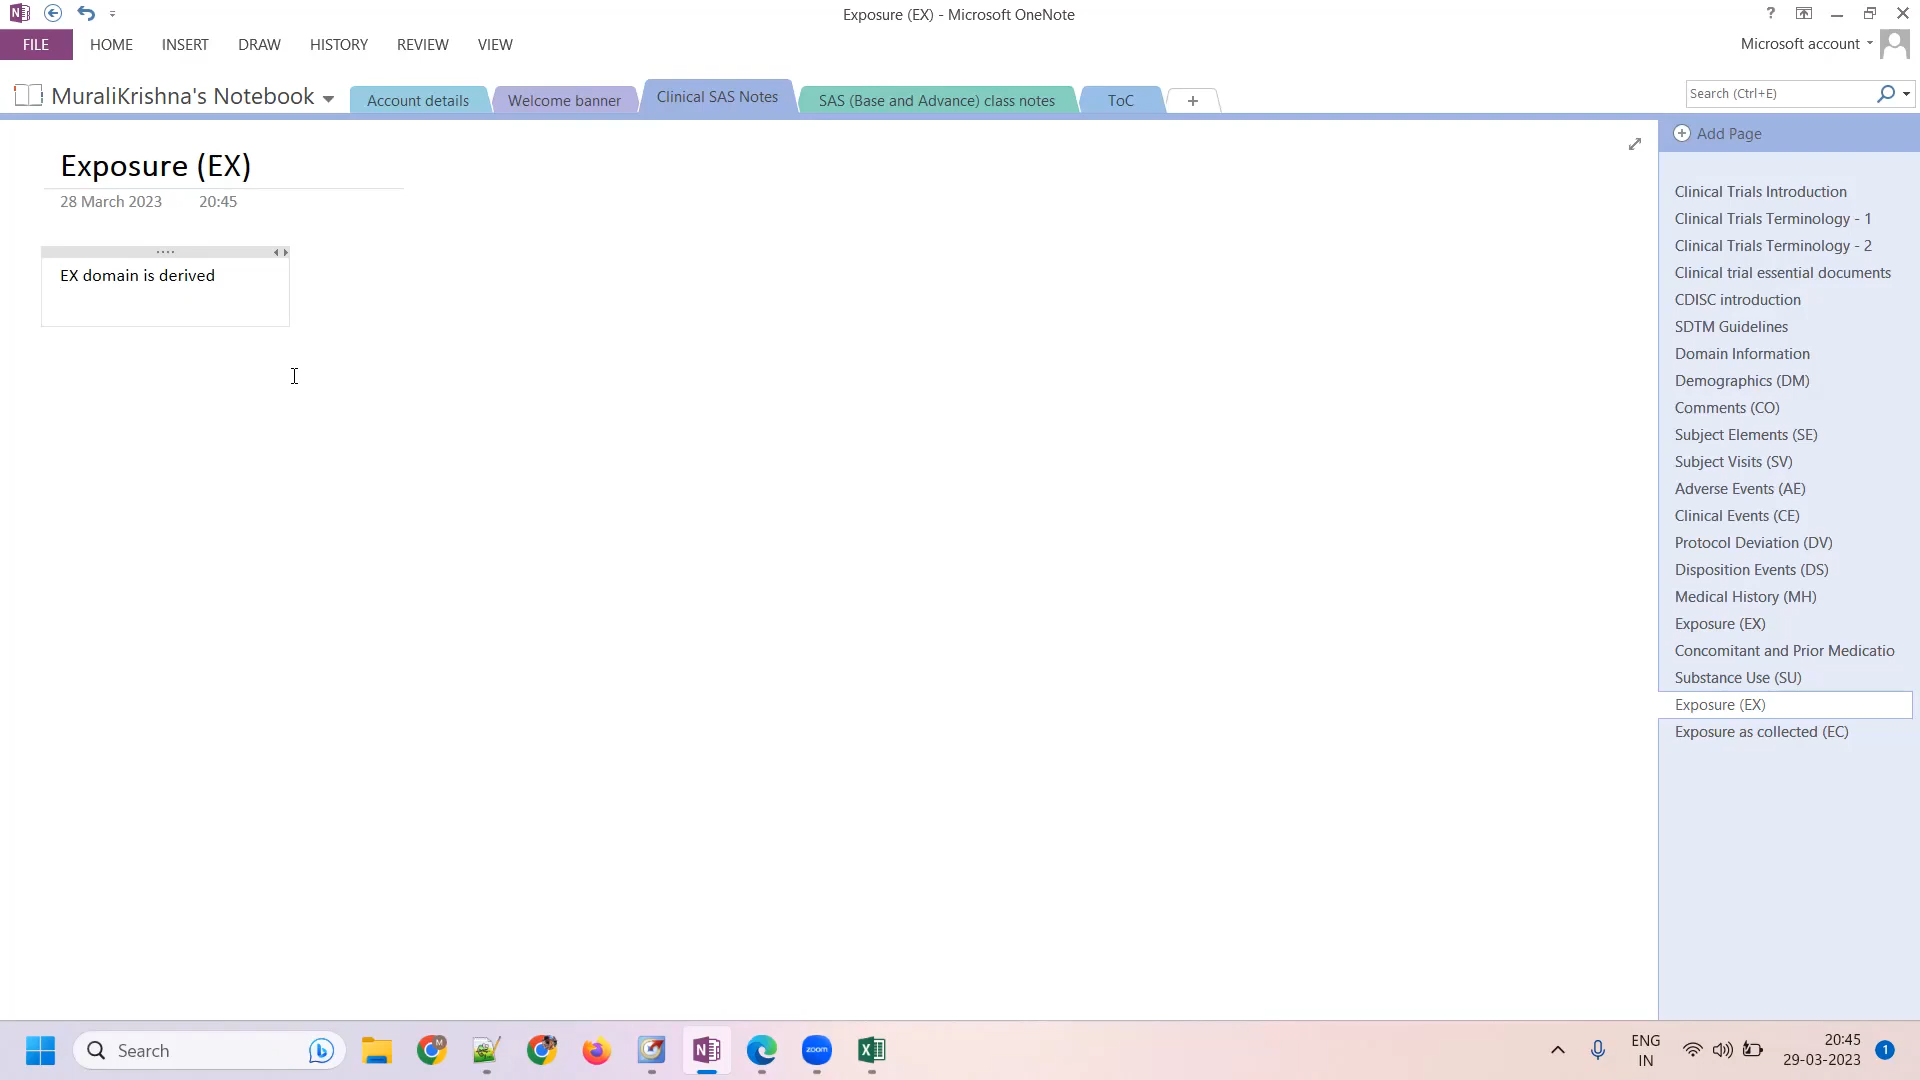 Exposure (EX) - Microsoft OneNote
?
FILE HOME INSERT DRAW HISTORY REVIEW VIEW
Microsoft account
MuraliKrishna's Notebook
Account details
Welcome banner
Clinical SAS Notes
SAS (Base and Advance) class notes
ToC
+
Search (Ctrl+E)
Exposure (EX)
28 March 2023 20:45
EX domain is derived
Add Page
Clinical Trials Introduction
Clinical Trials Terminology - 1
Clinical Trials Terminology - 2
Clinical trial essential documents
CDISC introduction
SDTM Guidelines
Domain Information
Demographics (DM)
Comments (CO)
Subject Elements (SE)
Subject Visits (SV)
Adverse Events (AE)
Clinical Events (CE)
Protocol Deviation (DV)
Disposition Events (DS)
Medical History (MH)
Exposure (EX)
Concomitant and Prior Medicatio
Substance Use (SU)
Exposure (EX)
Exposure as collected (EC)
Search
M
zoom
ENG
IN
20:45
29-03-2023
1